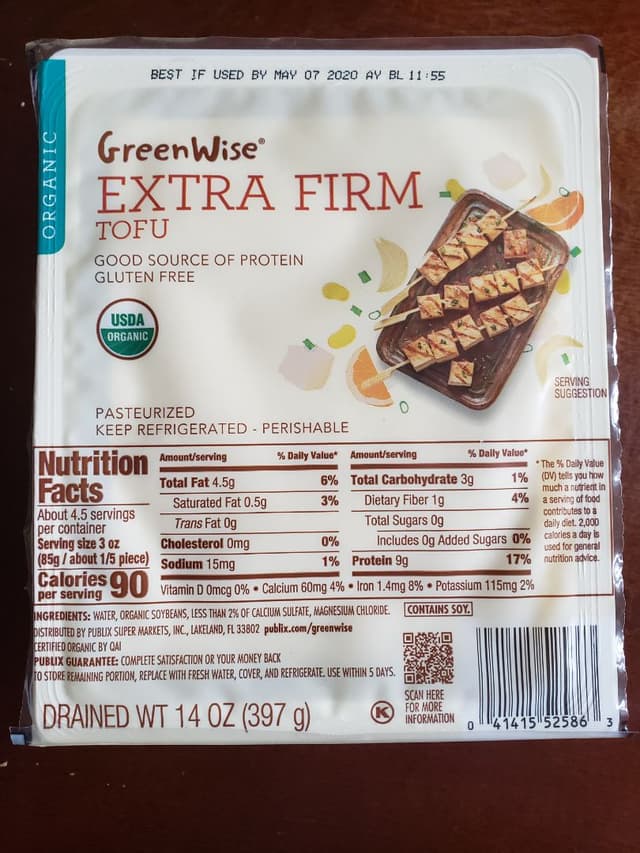 BEST IF USED BY MAY 07 2020 AY BL 11:55
ORGANIC
GreenWise®
EXTRA FIRM
TOFU
GOOD SOURCE OF PROTEIN
GLUTEN FREE
USDA
ORGANIC
SERVING
SUGGESTION
PASTEURIZED
KEEP REFRIGERATED - PERISHABLE
Nutrition
Facts
About 4.5 servings
per container
Serving size 3 oz
(85g / about 1/5 piece)
Calories 90
per serving
Amount/serving % Daily Value*
Total Fat 4.5g 6%
Saturated Fat 0.5g 3%
Trans Fat 0g
Cholesterol 0mg 0%
Sodium 15mg 1%
Amount/serving % Daily Value*
Total Carbohydrate 3g 1%
Dietary Fiber 1g 4%
Total Sugars 0g
Includes 0g Added Sugars 0%
Protein 9g 17%
Vitamin D 0mcg 0% • Calcium 60mg 4% • Iron 1.4mg 8% • Potassium 115mg 2%
* The % Daily Value
(DV) tells you how
much a nutrient in
a serving of food
contributes to a
daily diet. 2,000
calories a day is
used for general
nutrition advice.
INGREDIENTS: WATER, ORGANIC SOYBEANS, LESS THAN 2% OF CALCIUM SULFATE, MAGNESIUM CHLORIDE. CONTAINS SOY.
DISTRIBUTED BY PUBLIX SUPER MARKETS, INC., LAKELAND, FL 33802 publix.com/greenwise
CERTIFIED ORGANIC BY QAI
PUBLIX GUARANTEE: COMPLETE SATISFACTION OR YOUR MONEY BACK
TO STORE REMAINING PORTION, REPLACE WITH FRESH WATER, COVER, AND REFRIGERATE. USE WITHIN 5 DAYS.
DRAINED WT 14 OZ (397 g)
K
SCAN HERE
FOR MORE
INFORMATION
0 41415 52586 3